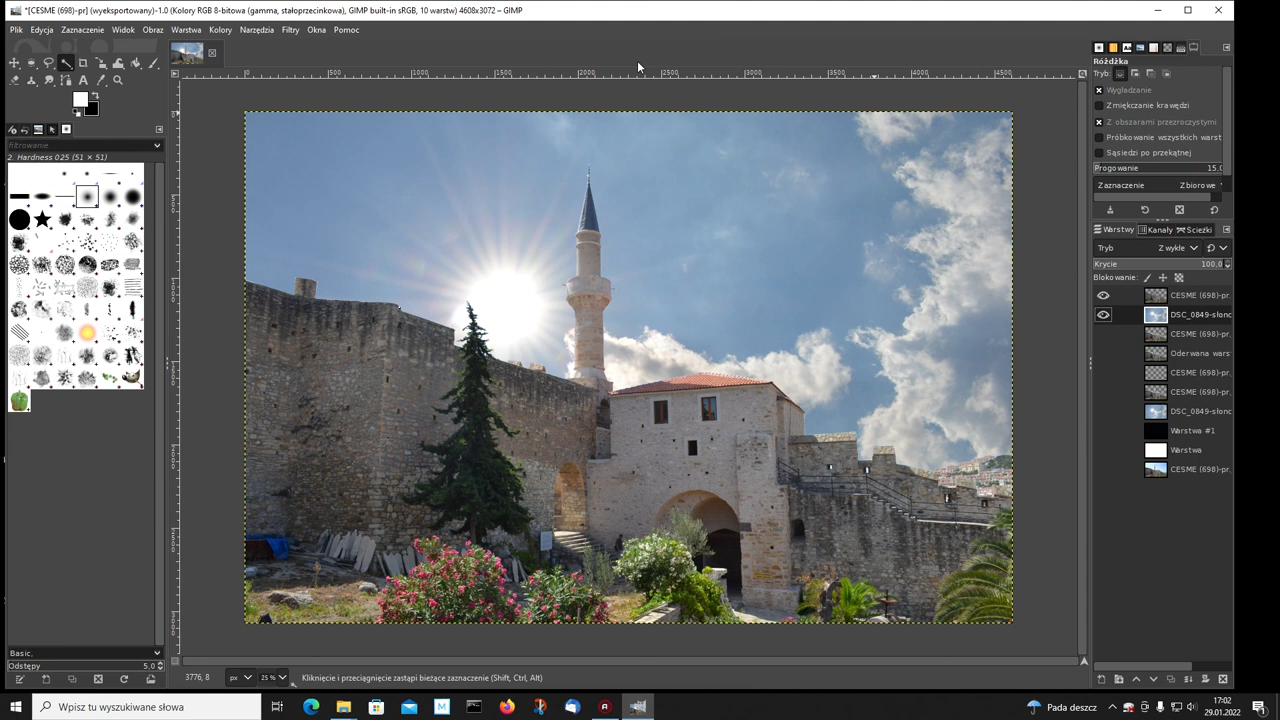 *[CESME (698)-pr] (wyeksportowany)-1.0 (Kolory RGB 8-bitowa (gamma, stałoprzecinkowa), GIMP built-in sRGB, 10 warstw) 4608x3072 – GIMP
Plik Edycja Zaznaczenie Widok Obraz Warstwa Kolory Narzędzia Filtry Okna Pomoc
0 500 1000 1500 2000 2500 3000 3500 4000 4500
Różdżka
Tryb:
Wygładzanie
Zmiękczanie krawędzi
Z obszarami przezroczystymi
Próbkowanie wszystkich warst
Sąsiedzi po przekątnej
Progowanie 15,0
Zaznaczenie Zbiorowe
filtrowanie
2. Hardness 025 (51 × 51)
Warstwy Kanały Ścieżki
Tryb Zwykłe
Krycie 100,0
Blokowanie:
CESME (698)-pr
DSC_0849-słonc
CESME (698)-pr
Oderwana wars
CESME (698)-pr
CESME (698)-pr
DSC_0849-słonc
Warstwa #1
Warstwa
CESME (698)-pr
Basic,
Odstępy 5,0
3776, 8 px 25 % Kliknięcie i przeciągnięcie zastąpi bieżące zaznaczenie (Shift, Ctrl, Alt)
Wpisz tu wyszukiwane słowa
Pada deszcz
17:02
29.01.2022